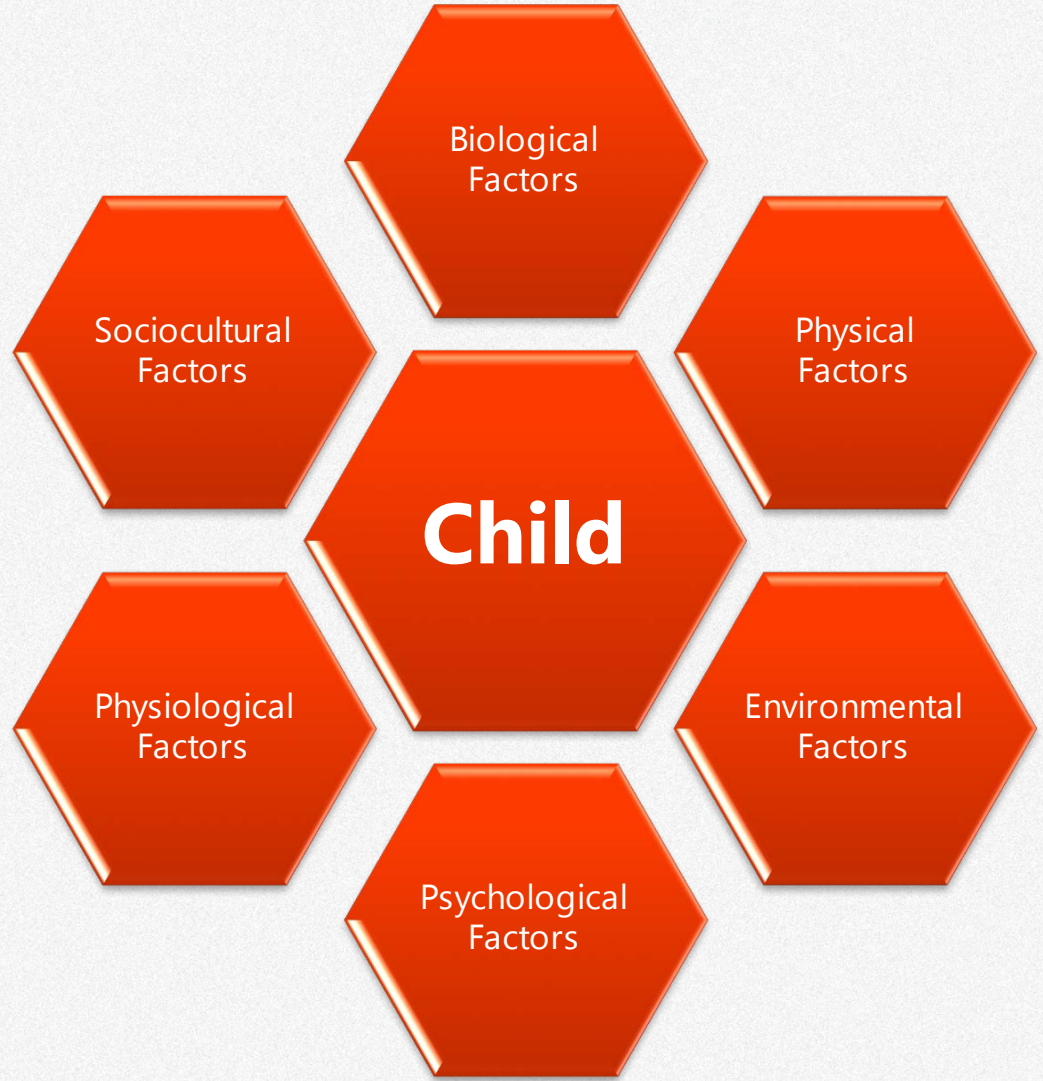 Biological
Factors
Sociocultural
Factors
Physical
Factors
Child
Physiological
Factors
Environmental
Factors
Psychological
Factors